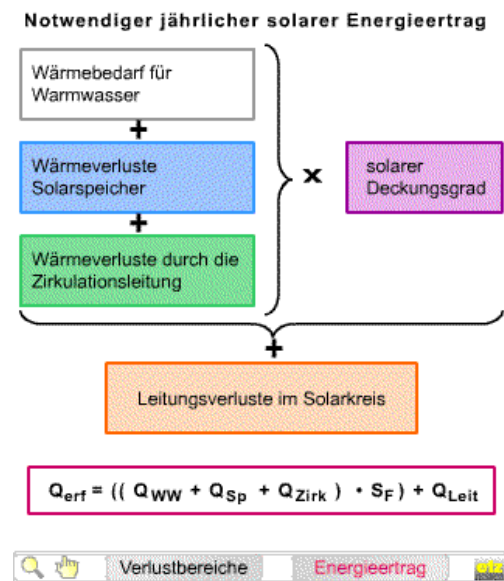 Notwendiger jährlicher solarer Energieertrag
Wärmebedarf für
Warmwasser
+
Wärmeverluste
Solarspeicher
+
Wärmeverluste durch die
Zirkulationsleitung
x
solarer
Deckungsgrad
+
Leitungsverluste im Solarkreis
Qerf = (( QWW + QSp + QZirk ) • SF) + QLeit
Verlustbereiche
Energieertrag